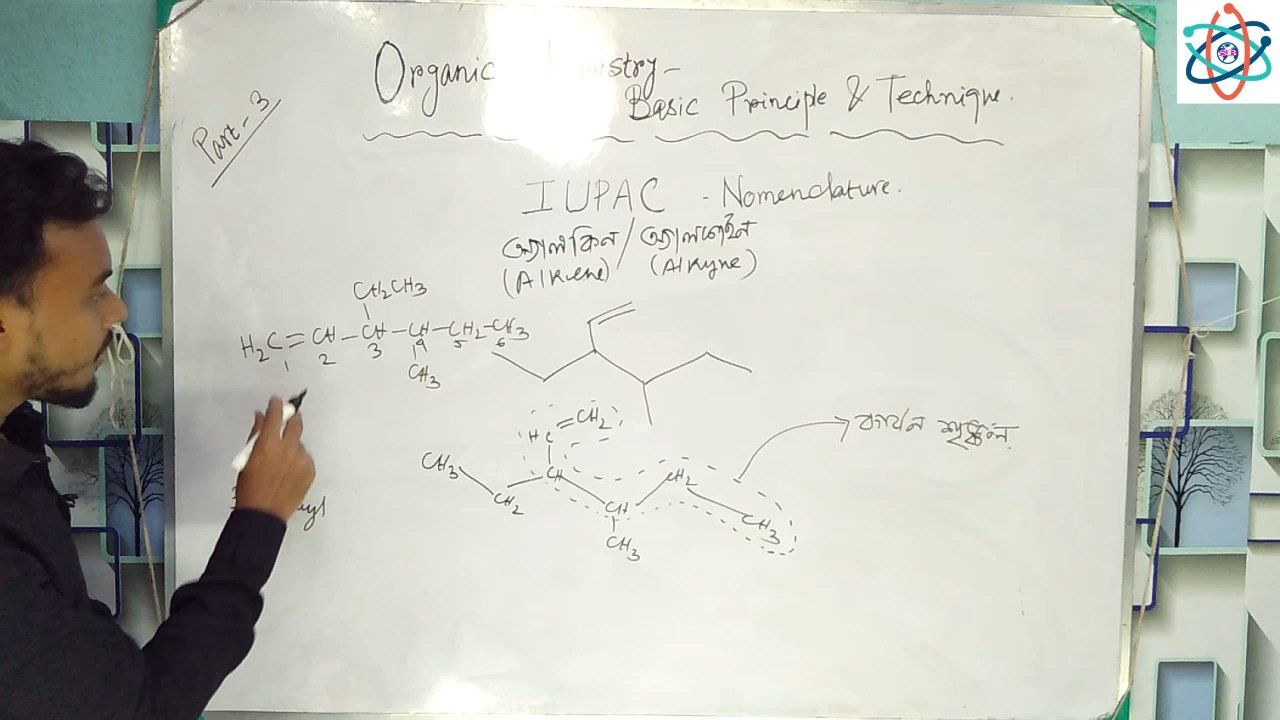 Part-3
Organic
Basic Principle & Technique.
IUPAC - Nomenclature.
অ্যালকিন / অ্যালকাইন
(Alkene) (Alkyne)
CH₂CH₃
H₂C=CH-CH-CH-CH₂-CH₃
1 2 3 4 5 6
CH₃
HC=CH₂
CH₃ CH₂ CH CH CH₂ CH₃
CH₃
কার্বন শৃঙ্খল